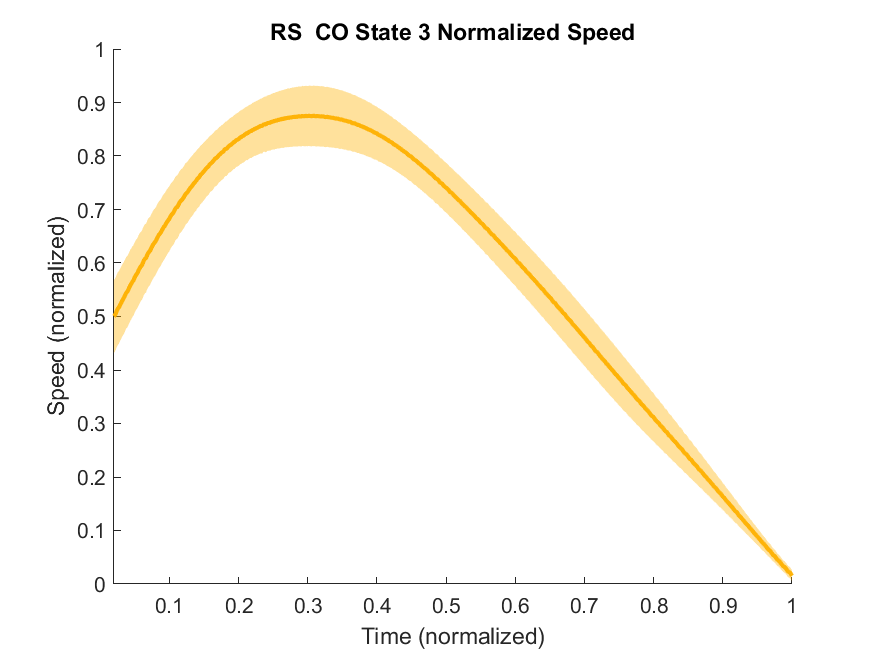 RS  CO State 3 Normalized Speed
1
0.9
0.8
0.7
0.6
0.5
0.4
0.3
0.2
0.1
0
Speed (normalized)
0.1 0.2 0.3 0.4 0.5 0.6 0.7 0.8 0.9 1
Time (normalized)